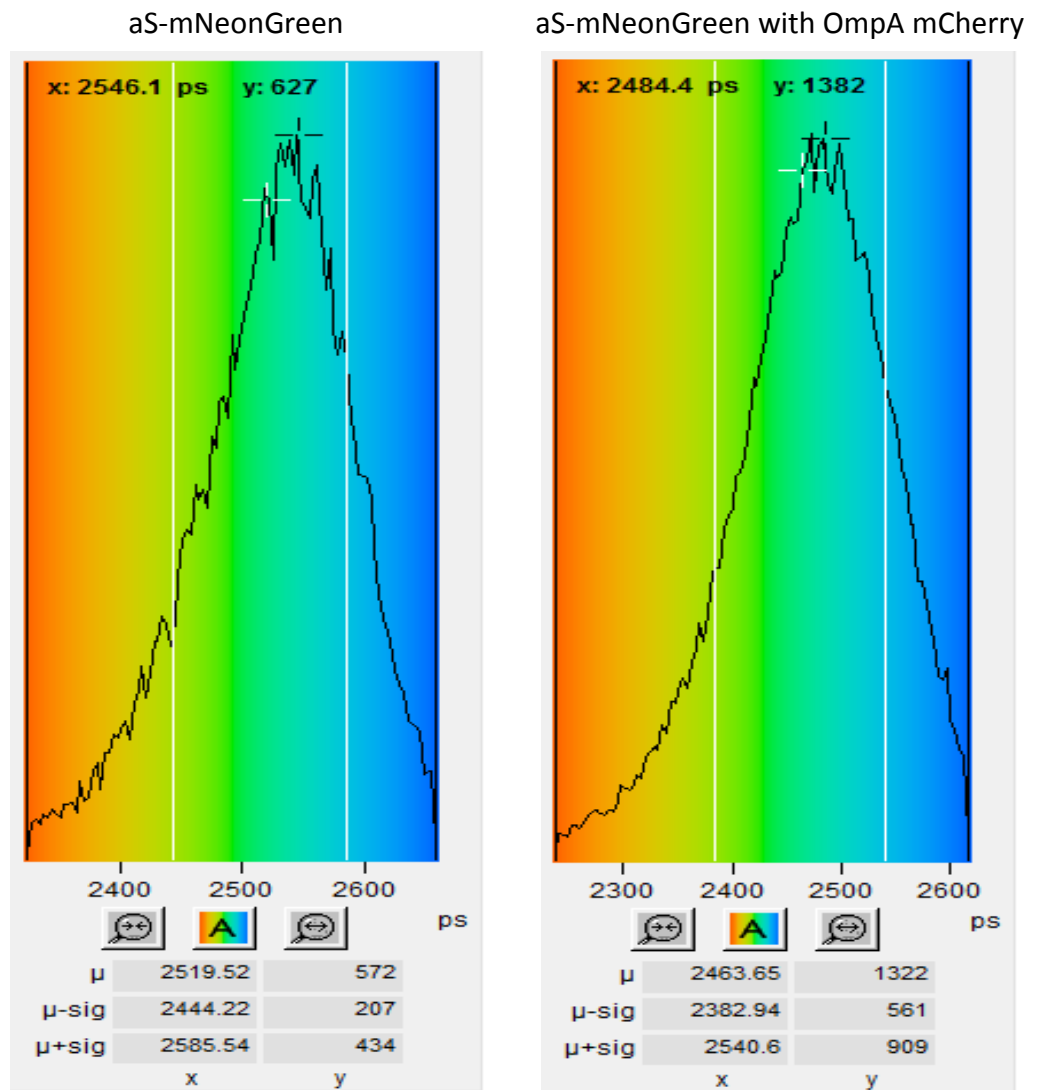 aS-mNeonGreen
x: 2546.1 ps y: 627
2400 2500 2600
ps
A
μ 2519.52 572
μ-sig 2444.22 207
μ+sig 2585.54 434
x y
aS-mNeonGreen with OmpA mCherry
x: 2484.4 ps y: 1382
2300 2400 2500 2600
ps
A
μ 2463.65 1322
μ-sig 2382.94 561
μ+sig 2540.6 909
x y